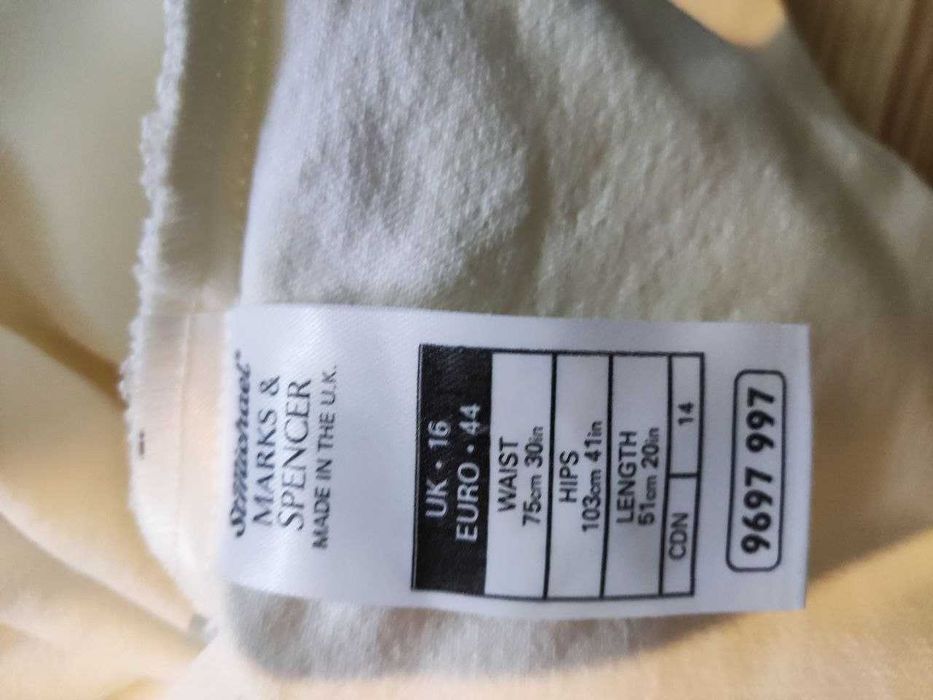 St Michael®
MARKS &
SPENCER
MADE IN THE U.K.
UK • 16
EURO • 44
WAIST
75cm 30in
HIPS
103cm 41in
LENGTH
51cm 20in
CDN 14
9697 997